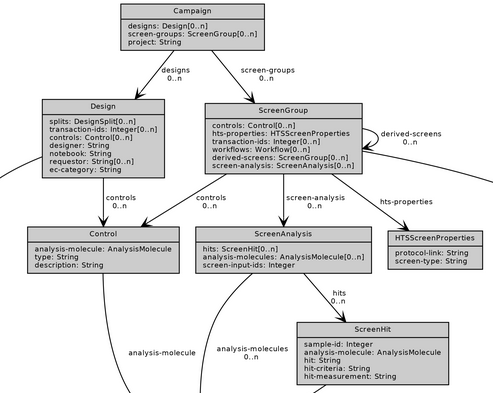 Campaign
designs: Design[0..n]
screen-groups: ScreenGroup[0..n]
project: String
designs
0..n
screen-groups
0..n
Design
splits: DesignSplit[0..n]
transaction-ids: Integer[0..n]
controls: Control[0..n]
designer: String
notebook: String
requestor: String[0..n]
ec-category: String
ScreenGroup
controls: Control[0..n]
hts-properties: HTSScreenProperties
transaction-ids: Integer[0..n]
workflows: Workflow[0..n]
derived-screens: ScreenGroup[0..n]
screen-analysis: ScreenAnalysis[0..n]
derived-screens
0..n
controls
0..n
controls
0..n
screen-analysis
0..n
hts-properties
Control
analysis-molecule: AnalysisMolecule
type: String
description: String
ScreenAnalysis
hits: ScreenHit[0..n]
analysis-molecules: AnalysisMolecule[0..n]
screen-input-ids: Integer
HTSScreenProperties
protocol-link: String
screen-type: String
hits
0..n
ScreenHit
sample-id: Integer
analysis-molecule: AnalysisMolecule
hit: String
hit-criteria: String
hit-measurement: String
analysis-molecule
analysis-molecules
0..n